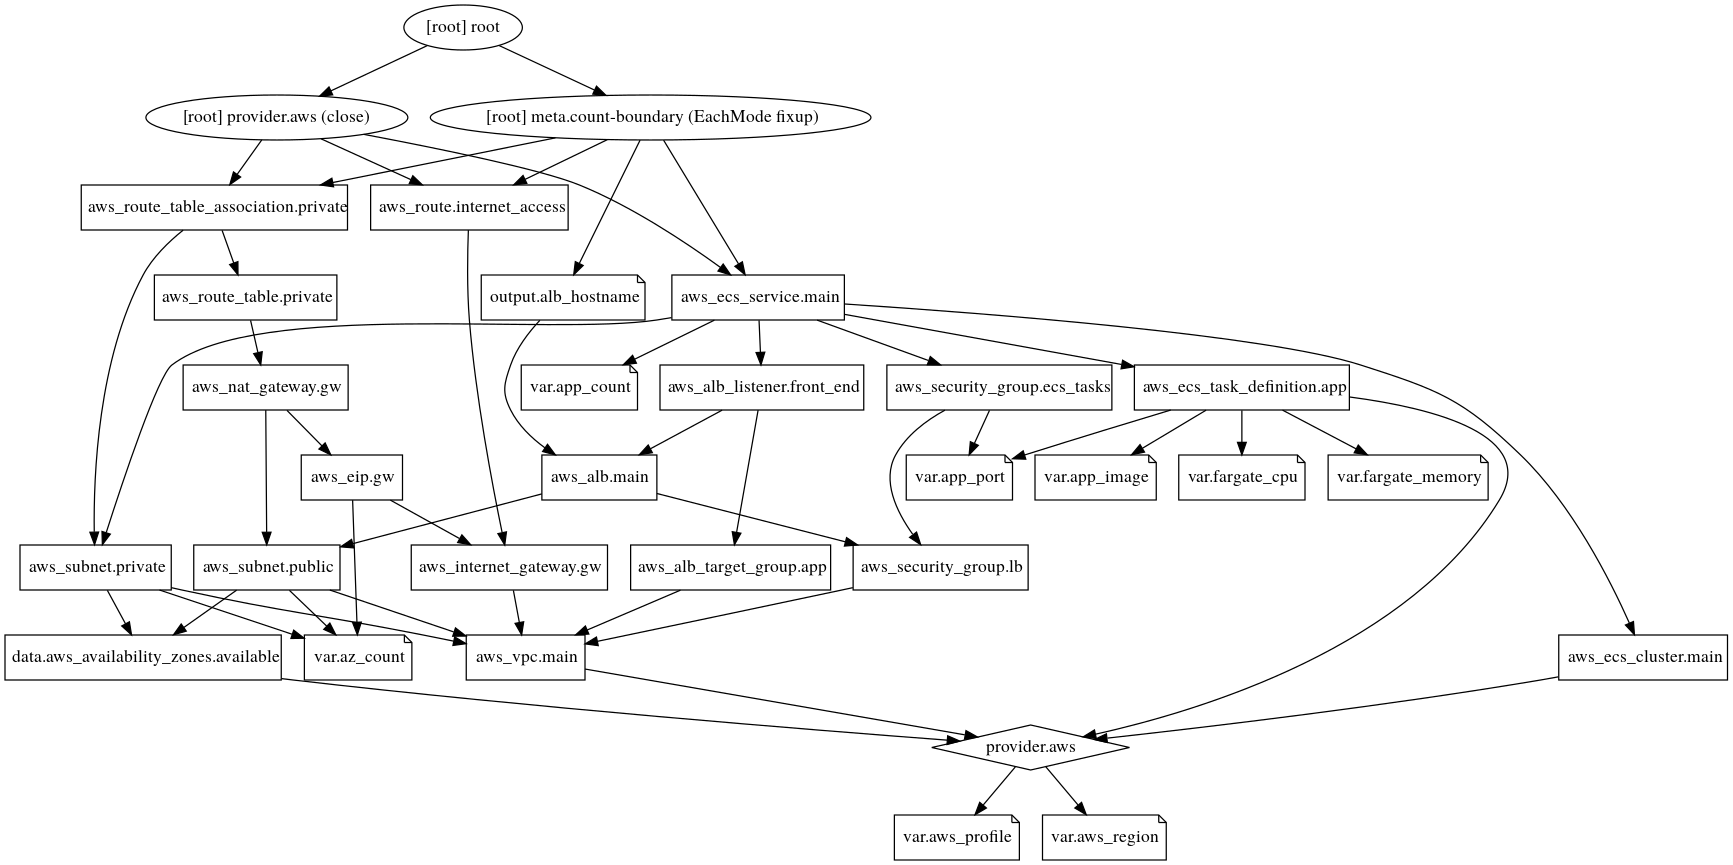 [root] root
[root] provider.aws (close)
[root] meta.count-boundary (EachMode fixup)
aws_route_table_association.private
aws_route.internet_access
aws_route_table.private
output.alb_hostname
aws_ecs_service.main
aws_nat_gateway.gw
var.app_count
aws_alb_listener.front_end
aws_security_group.ecs_tasks
aws_ecs_task_definition.app
aws_eip.gw
aws_alb.main
var.app_port
var.app_image
var.fargate_cpu
var.fargate_memory
aws_subnet.private
aws_subnet.public
aws_internet_gateway.gw
aws_alb_target_group.app
aws_security_group.lb
data.aws_availability_zones.available
var.az_count
aws_vpc.main
aws_ecs_cluster.main
provider.aws
var.aws_profile
var.aws_region